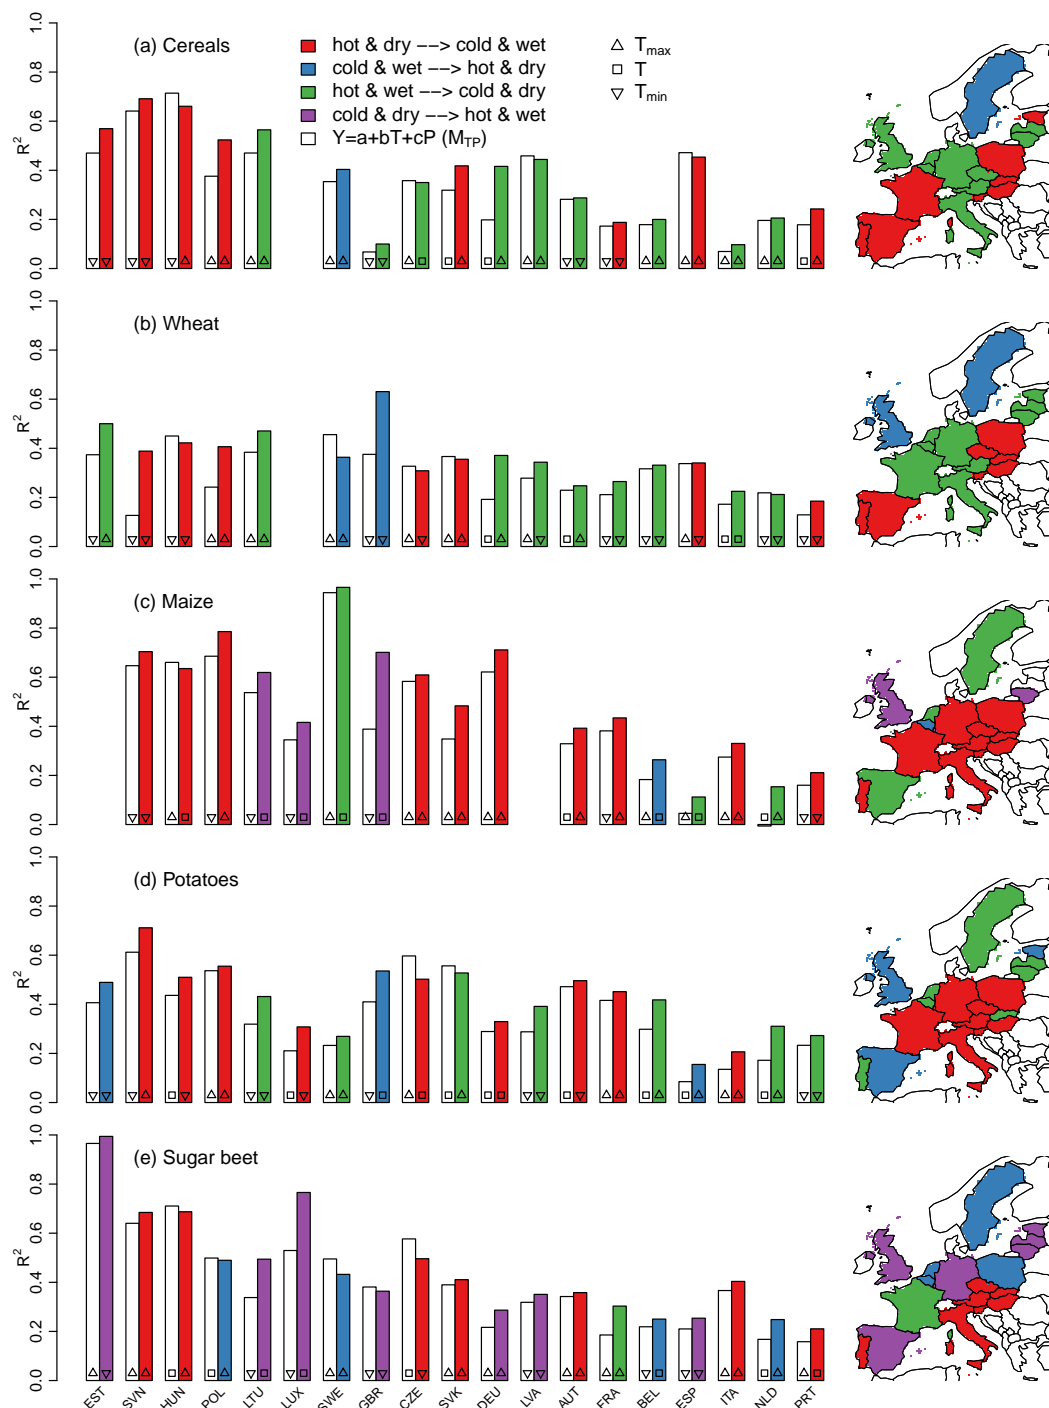 (a) Cereals
hot & dry −−> cold & wet
cold & wet −−> hot & dry
hot & wet −−> cold & dry
cold & dry −−> hot & wet
Y=a+bT+cP (M_TP)
T_max
T
T_min
R²
0.0 0.2 0.4 0.6 0.8 1.0
(b) Wheat
R²
0.0 0.2 0.4 0.6 0.8 1.0
(c) Maize
R²
0.0 0.2 0.4 0.6 0.8 1.0
(d) Potatoes
R²
0.0 0.2 0.4 0.6 0.8 1.0
(e) Sugar beet
R²
0.0 0.2 0.4 0.6 0.8 1.0
EST SVN HUN POL LTU LUX SWE GBR CZE SVK DEU LVA AUT FRA BEL ESP ITA NLD PRT